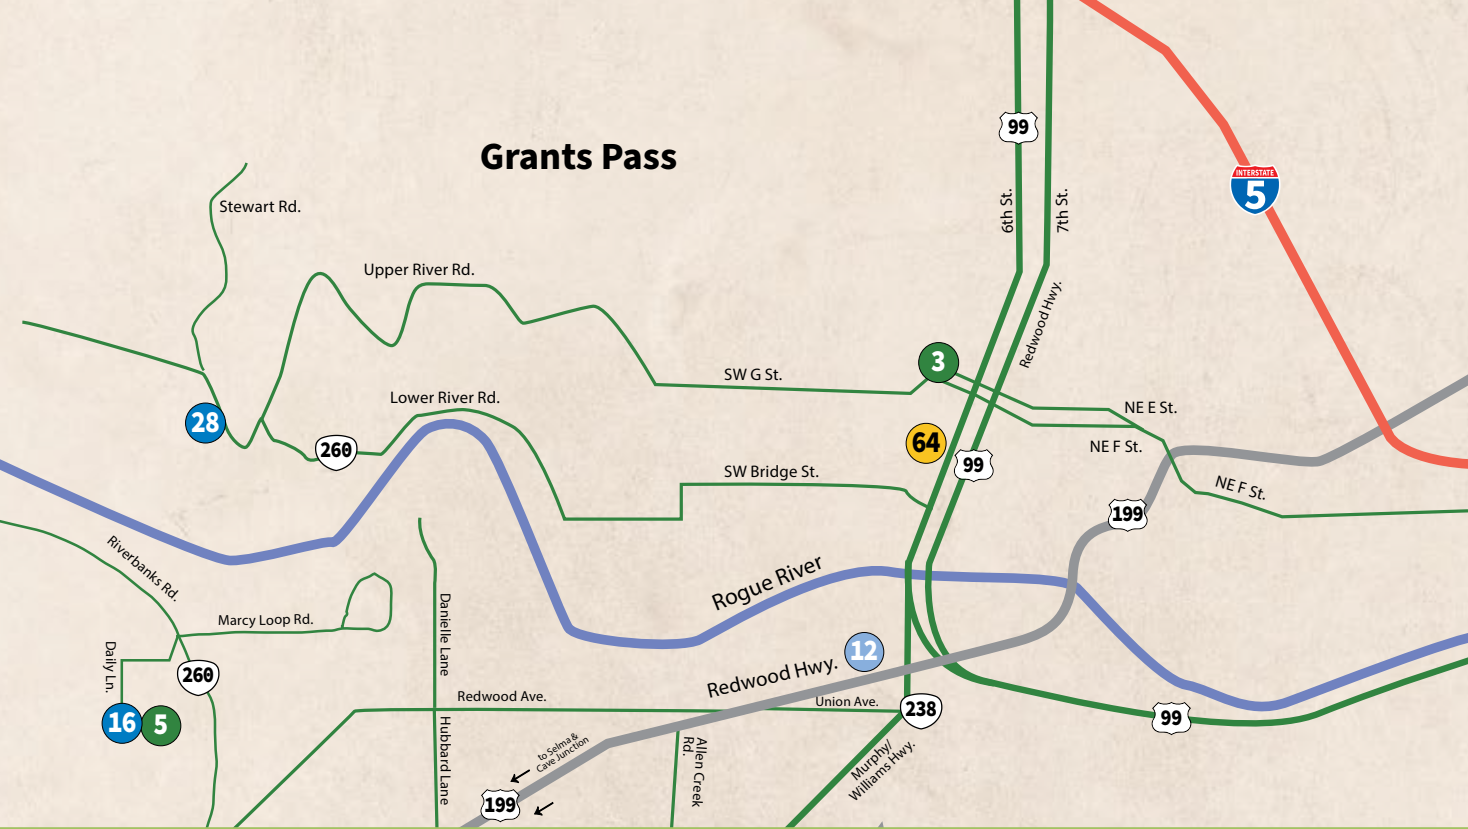 99
Grants Pass
INTERSTATE
5
Stewart Rd.
6th St.
7th St.
Upper River Rd.
Redwood Hwy.
3
SW G St.
Lower River Rd.
NE E St.
28
260
64
NE F St.
99
SW Bridge St.
NE F St.
199
Riverbanks Rd.
Rogue River
Marcy Loop Rd.
Danielle Lane
12
Daily Ln.
260
Redwood Hwy.
Redwood Ave.
Union Ave.
238
16
5
99
Hubbard Lane
to Selma &
Cave Junction
Allen Creek
Rd.
Murphy/
Williams Hwy.
199